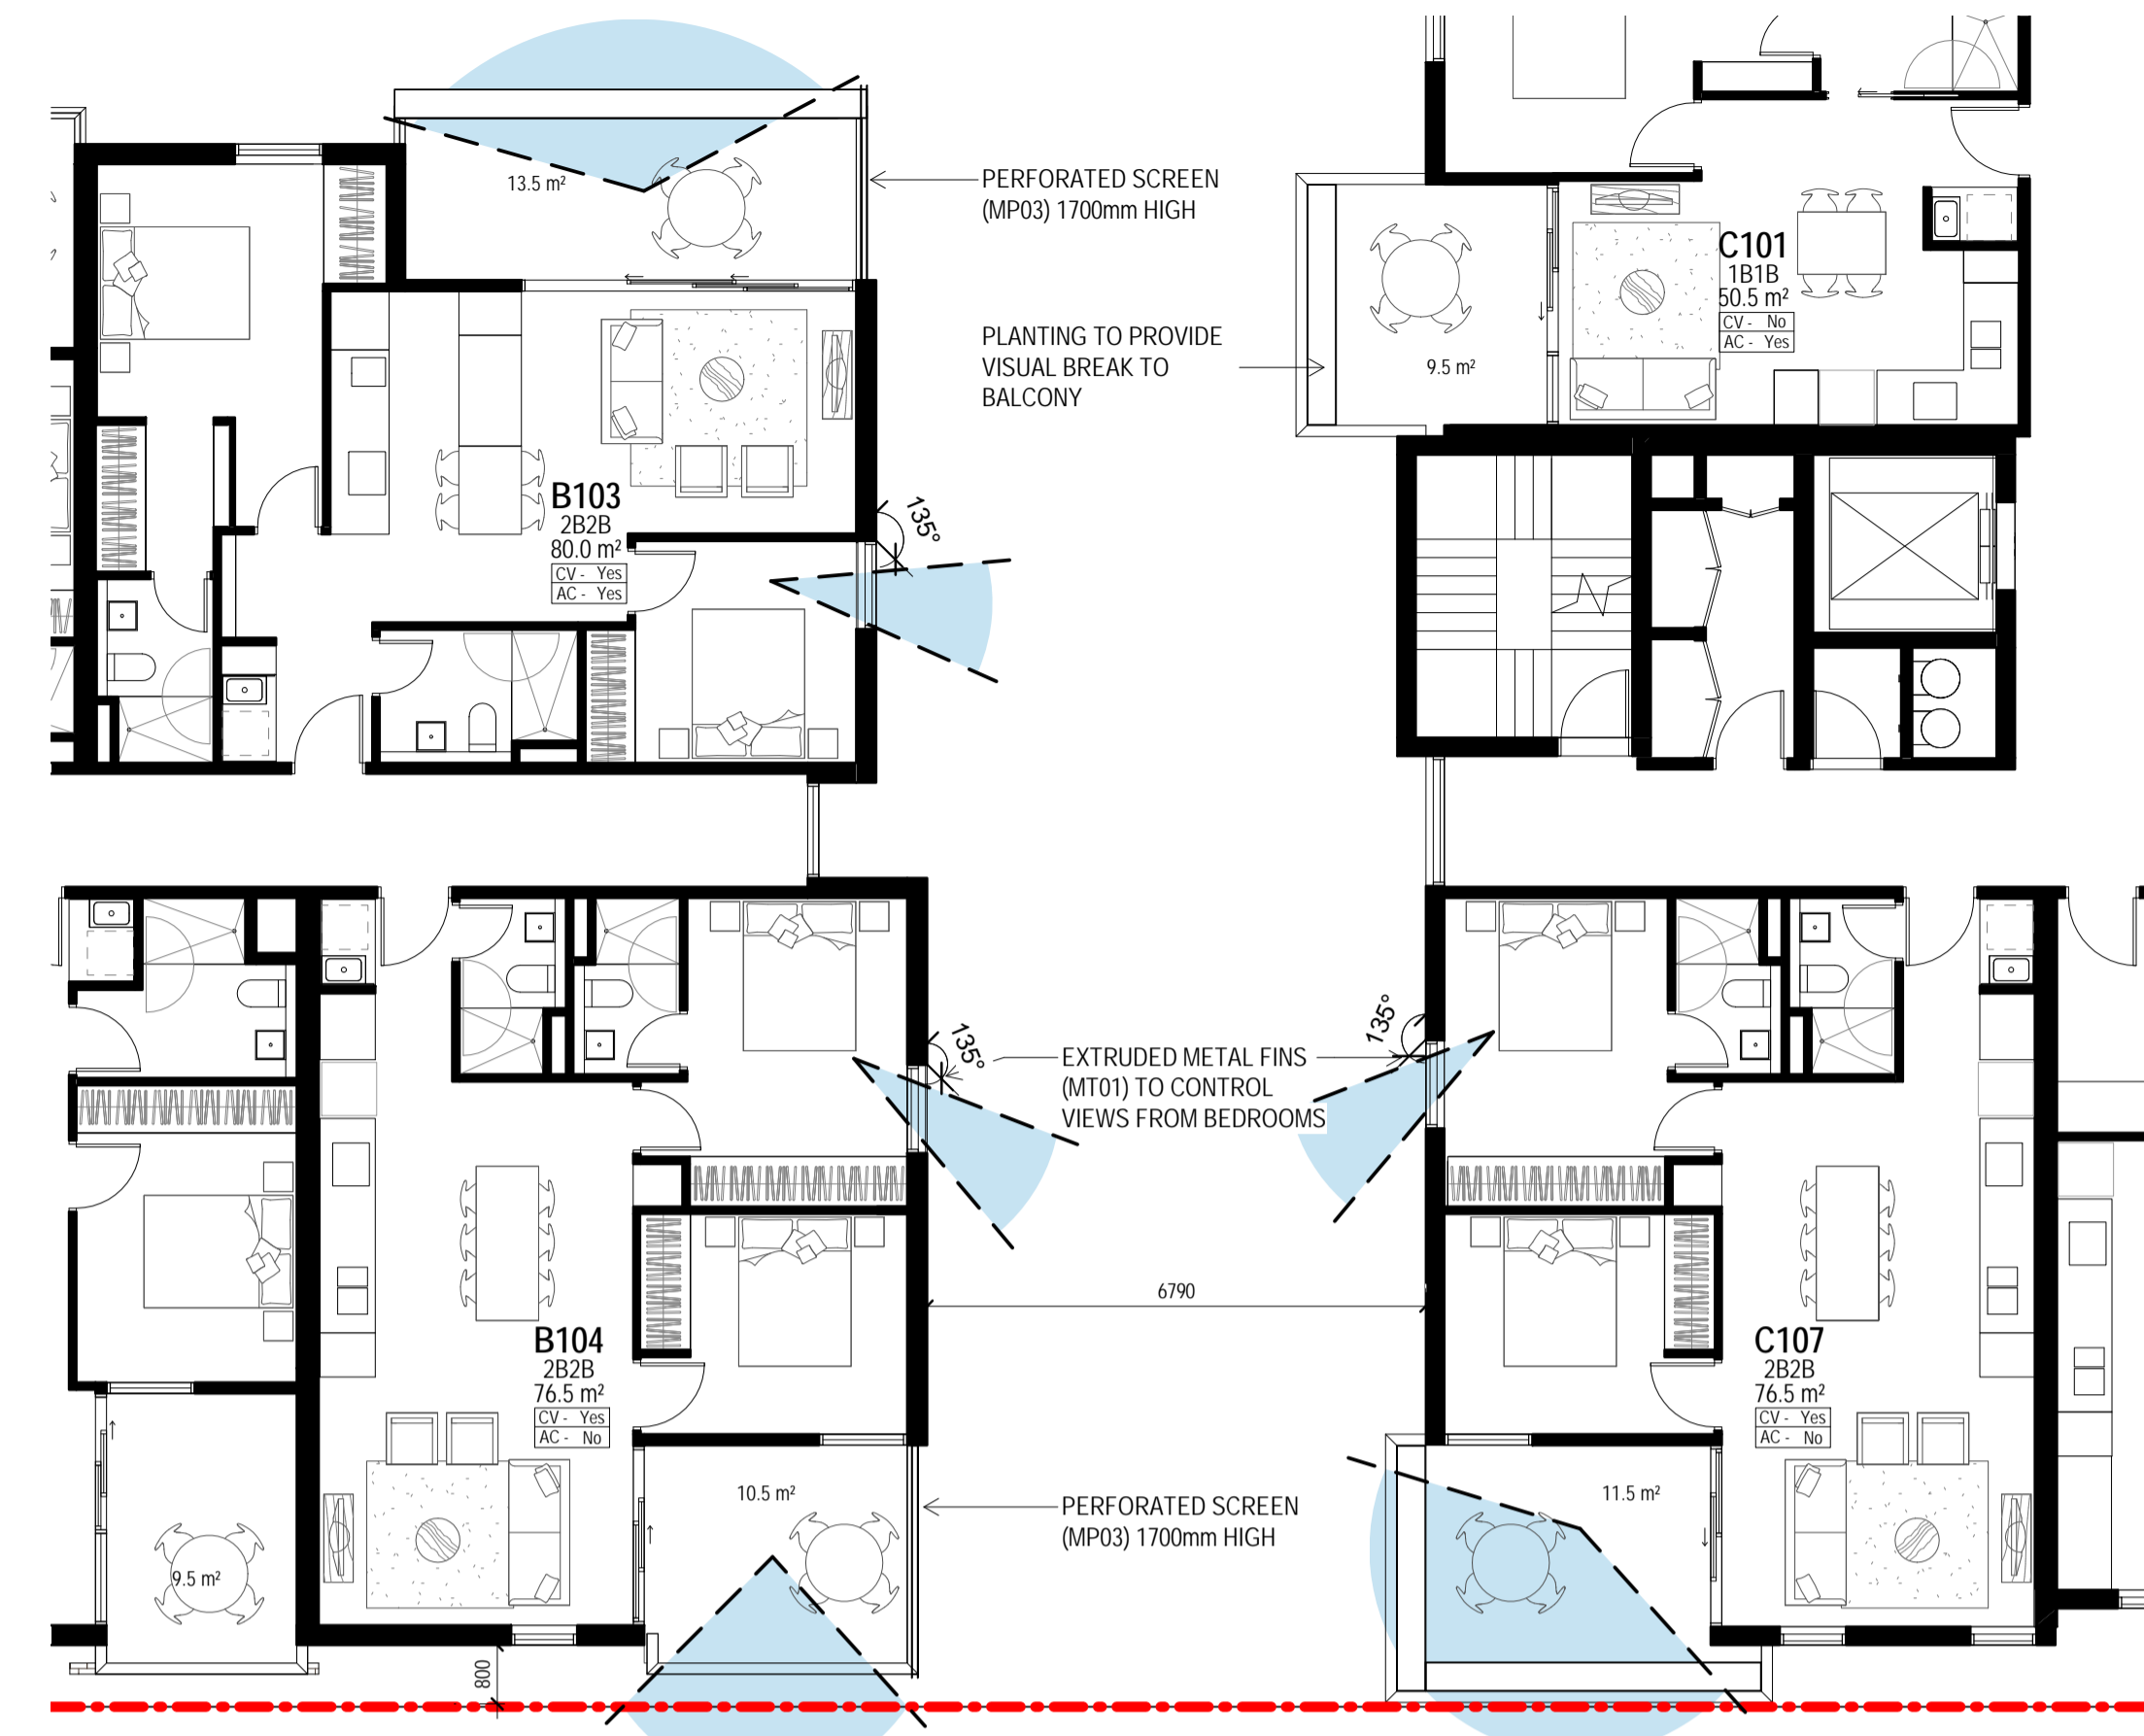 13.5 m²
PERFORATED SCREEN
(MP03) 1700mm HIGH
C101
1B1B
50.5 m²
CV - No
AC - Yes
PLANTING TO PROVIDE
VISUAL BREAK TO
BALCONY
9.5 m²
B103
2B2B
80.0 m²
CV - Yes
AC - Yes
135°
135°
EXTRUDED METAL FINS
(MT01) TO CONTROL
VIEWS FROM BEDROOMS
135°
6790
B104
2B2B
76.5 m²
CV - Yes
AC - No
C107
2B2B
76.5 m²
CV - Yes
AC - No
10.5 m²
PERFORATED SCREEN
(MP03) 1700mm HIGH
11.5 m²
9.5 m²
800